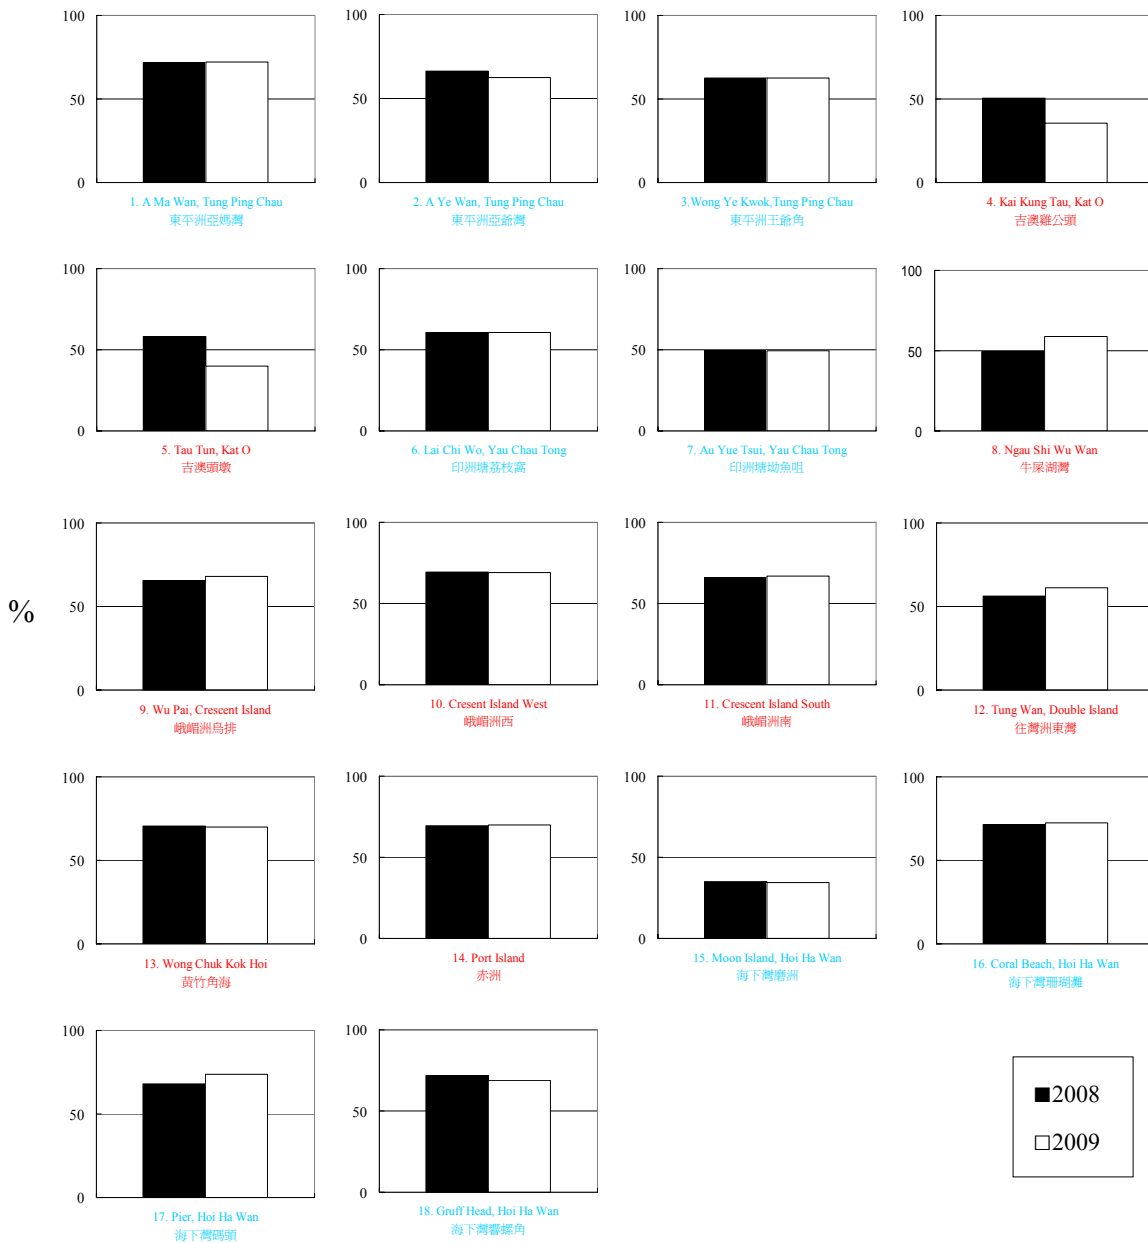 100
50
0
1. A Ma Wan, Tung Ping Chau
東平洲亞媽灣
100
50
0
2. A Ye Wan, Tung Ping Chau
東平洲亞爺灣
100
50
0
3.Wong Ye Kwok,Tung Ping Chau
東平洲王爺角
100
50
0
4. Kai Kung Tau, Kat O
吉澳雞公頭
100
50
0
5. Tau Tun, Kat O
吉澳頭墩
100
50
0
6. Lai Chi Wo, Yau Chau Tong
印洲塘荔枝窩
100
50
0
7. Au Yue Tsui, Yau Chau Tong
印洲塘㘭魚咀
100
50
0
8. Ngau Shi Wu Wan
牛屎湖灣
%
100
50
0
9. Wu Pai, Crescent Island
峨嵋洲烏排
100
50
0
10. Cresent Island West
峨嵋洲西
100
50
0
11. Crescent Island South
峨嵋洲南
100
50
0
12. Tung Wan, Double Island
往灣洲東灣
100
50
0
13. Wong Chuk Kok Hoi
黃竹角海
100
50
0
14. Port Island
赤洲
100
50
0
15. Moon Island, Hoi Ha Wan
海下灣磨洲
100
50
0
16. Coral Beach, Hoi Ha Wan
海下灣珊瑚灘
100
50
0
17. Pier, Hoi Ha Wan
海下灣碼頭
100
50
0
18. Gruff Head, Hoi Ha Wan
海下灣響螺角
2008
2009